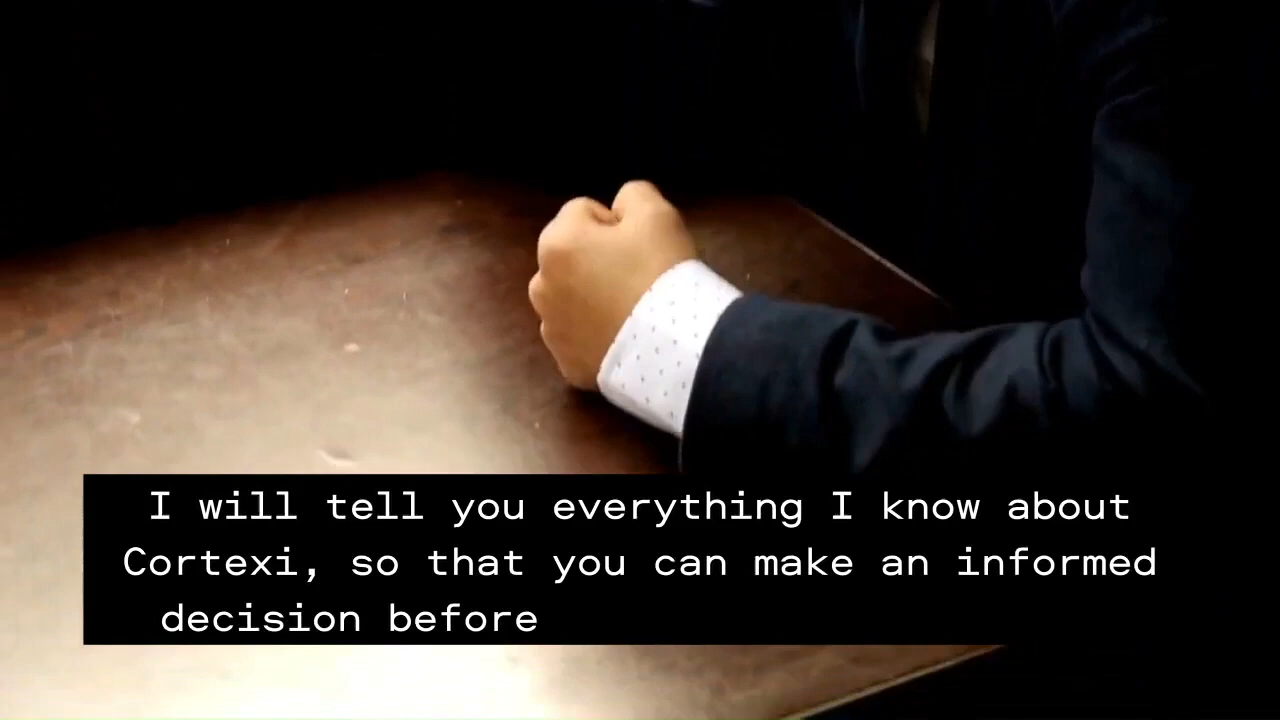 I will tell you everything I know about
Cortexi, so that you can make an informed
decision before